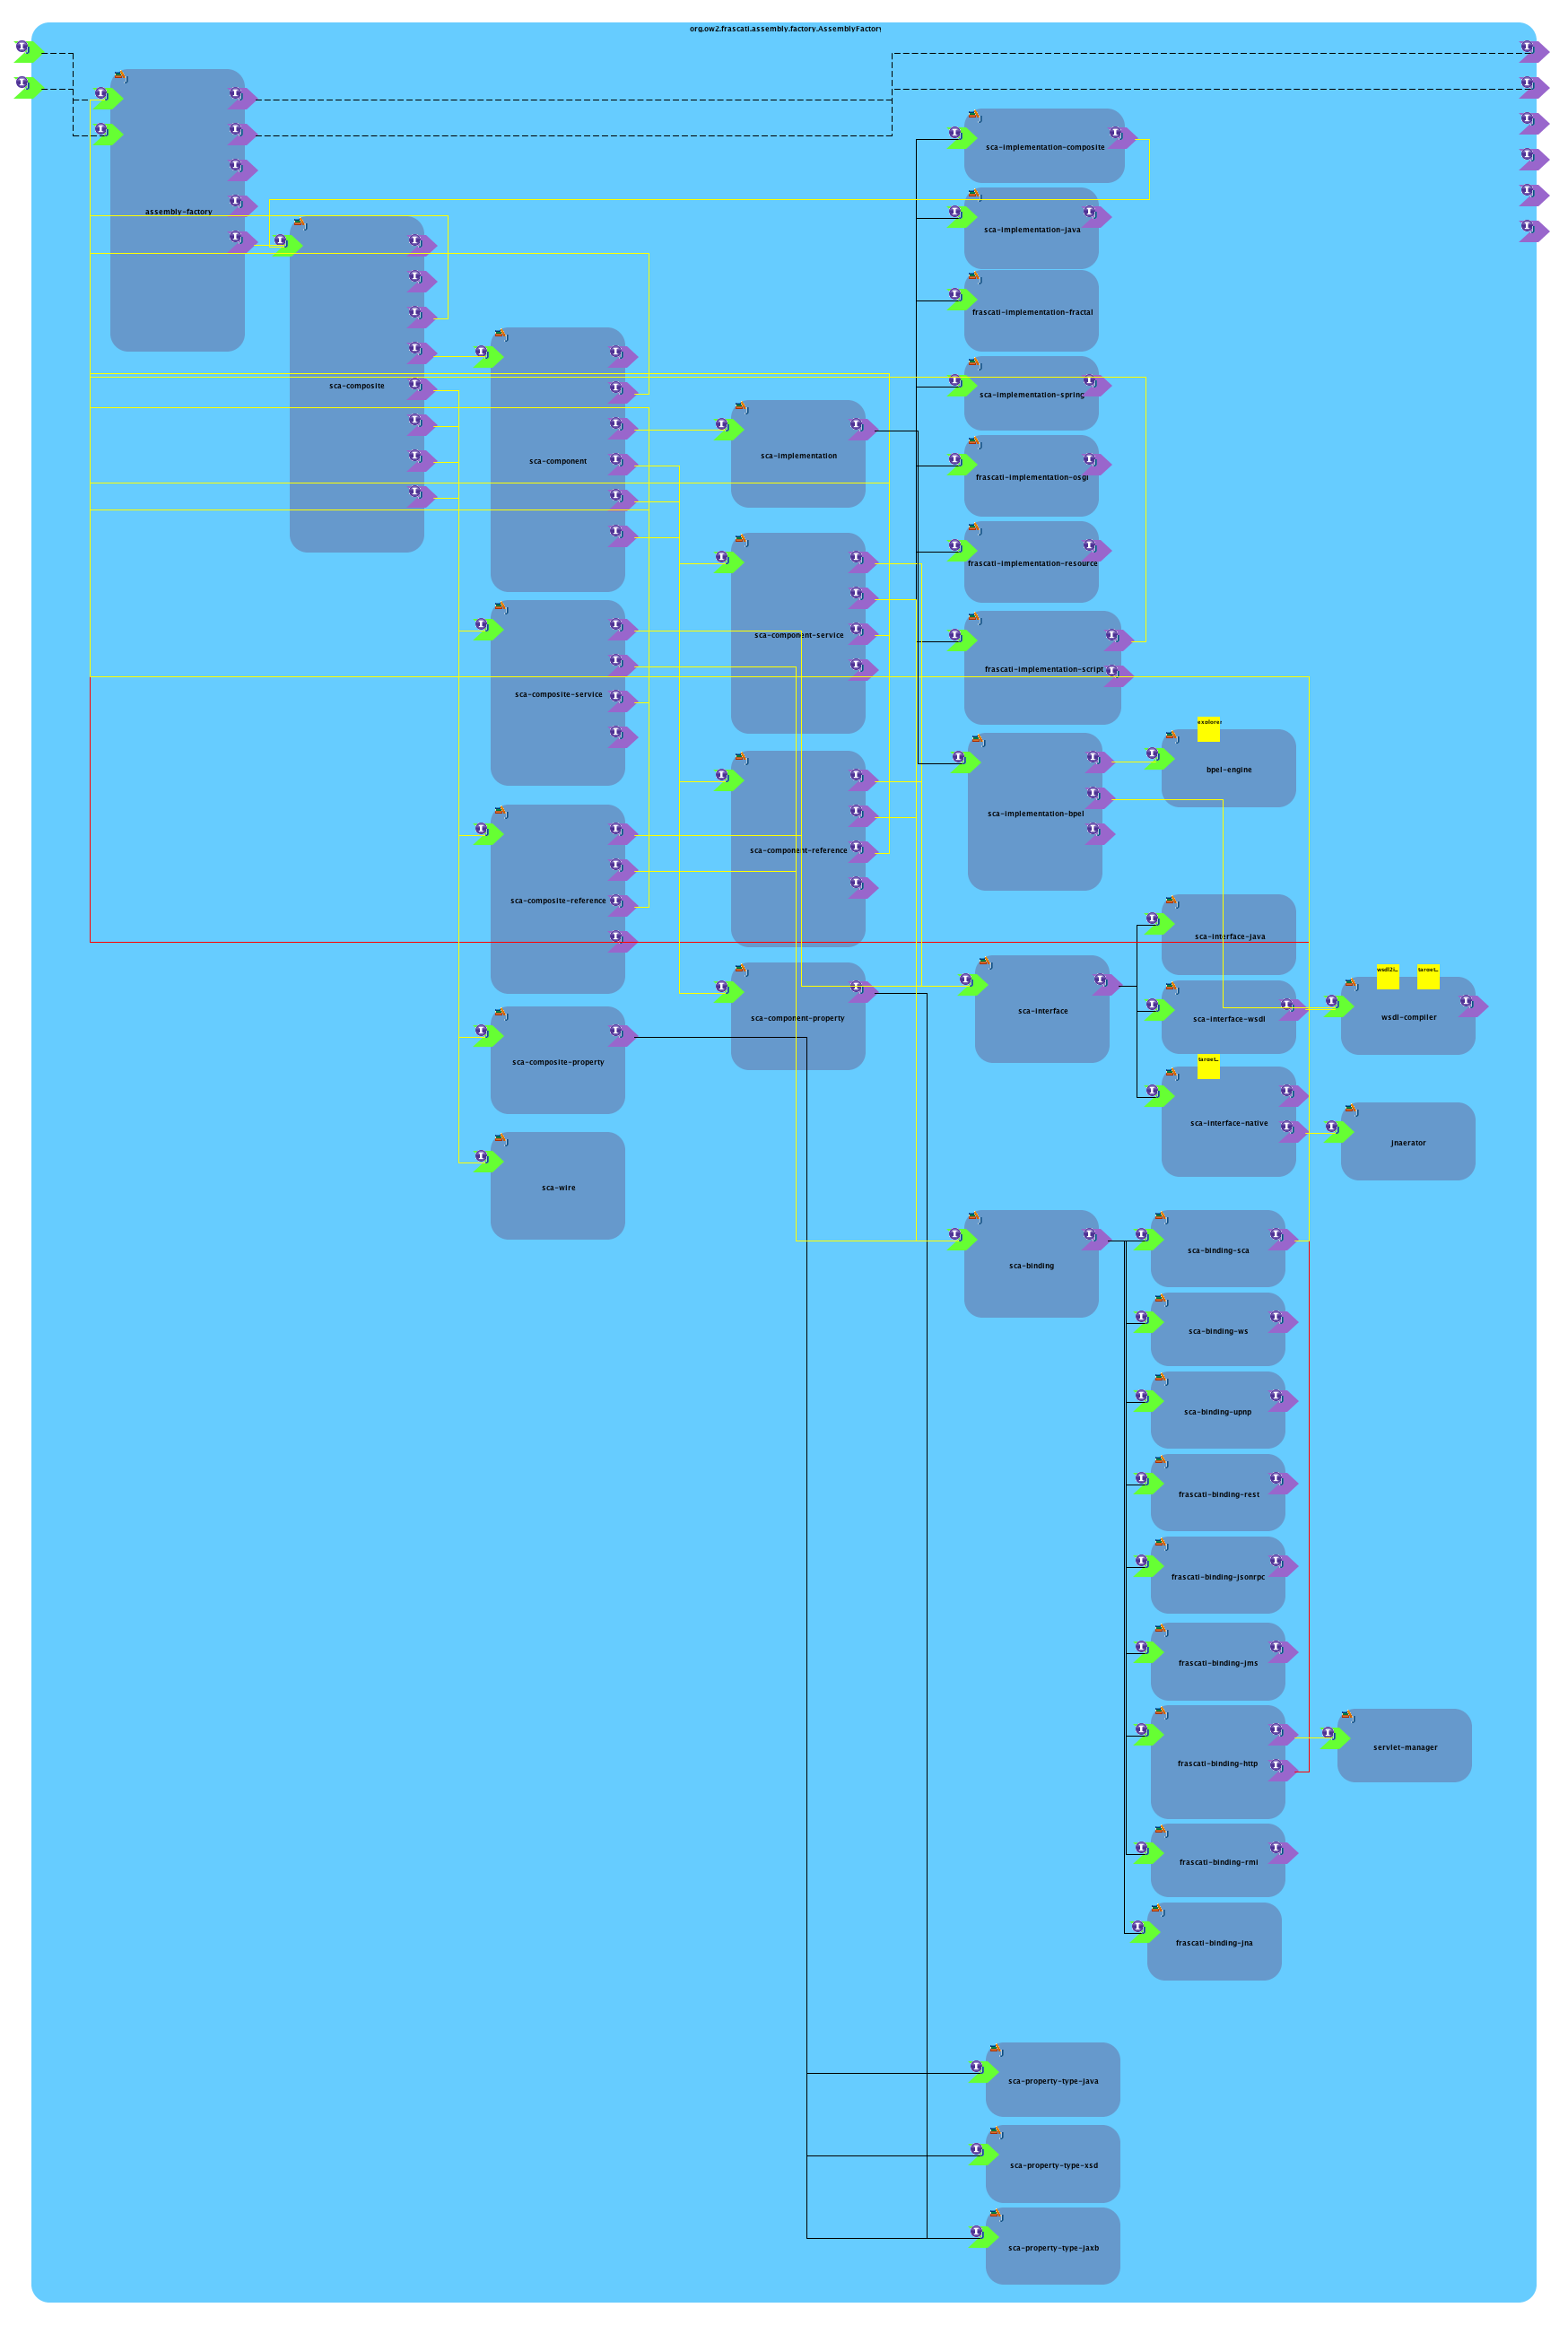 org.ow2.frascati.assembly.factory.AssemblyFactory
sca-implementation-composite
assembly-factory
sca-implementation-java
frascati-implementation-fractal
sca-composite
sca-implementation-spring
sca-component
sca-implementation
frascati-implementation-osgi
frascati-implementation-resource
sca-component-service
frascati-implementation-script
sca-composite-service
explorer
bpel-engine
sca-implementation-bpel
sca-component-reference
sca-composite-reference
sca-interface-java
wsdl2j...
target...
sca-interface
sca-component-property
sca-interface-wsdl
wsdl-compiler
target...
sca-composite-property
sca-interface-native
jnaerator
sca-wire
sca-binding
sca-binding-sca
sca-binding-ws
sca-binding-upnp
frascati-binding-rest
frascati-binding-jsonrpc
frascati-binding-jms
frascati-binding-http
servlet-manager
frascati-binding-rmi
frascati-binding-jna
sca-property-type-java
sca-property-type-xsd
sca-property-type-jaxb